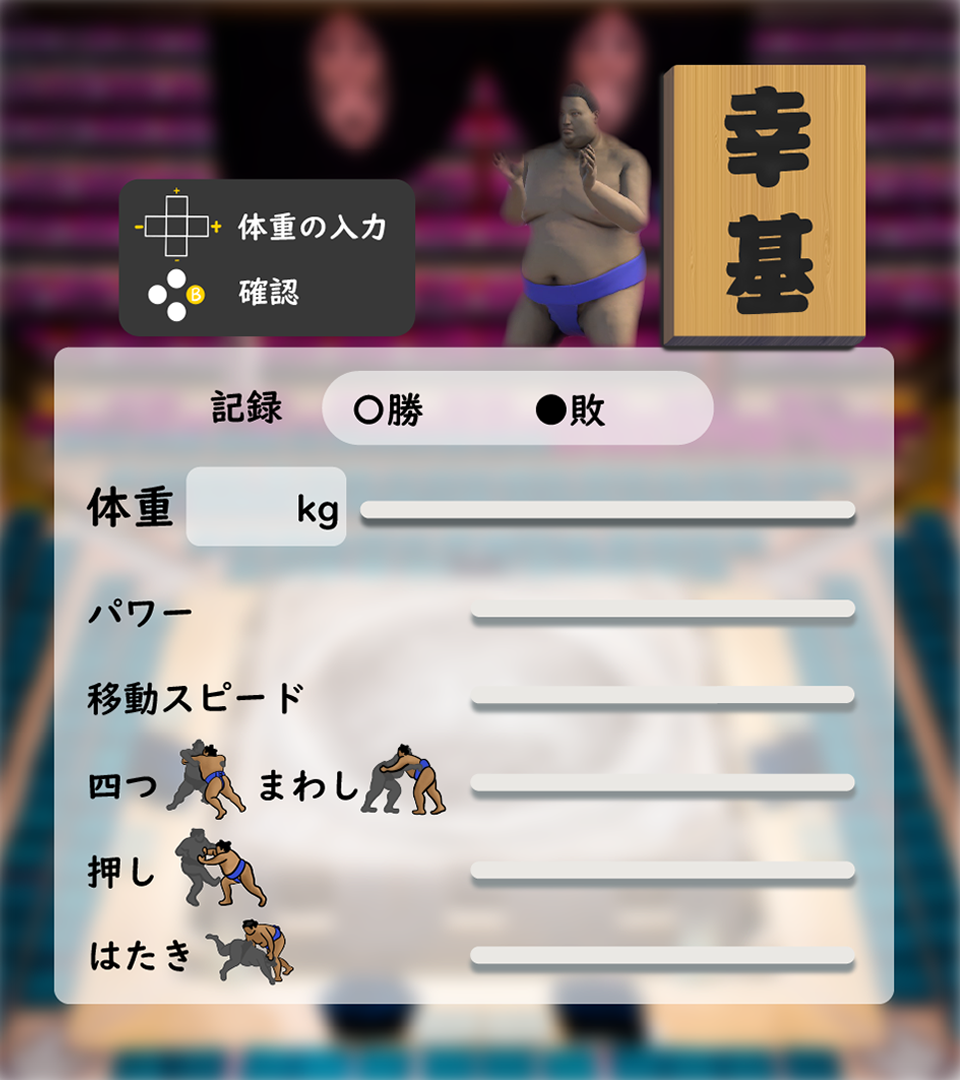 幸
基
+
- +
体重の入力
-
B
確認
記録 ○勝 ●敗
体重 kg
パワー
移動スピード
四つ まわし
押し
はたき